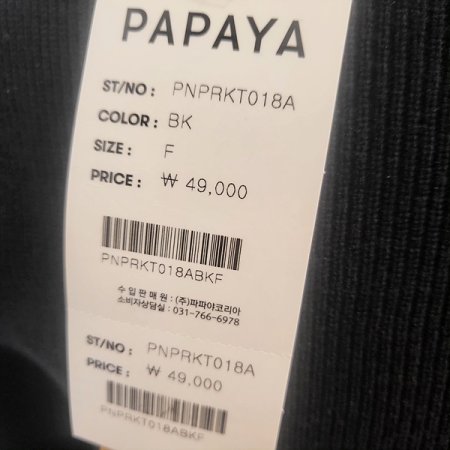 PAPAYA
ST/NO : PNPRKT018A
COLOR : BK
SIZE : F
PRICE : ₩ 49,000
PNPRKT018ABKF
수 입 판 매 원 : (주)파파야코리아
소비자상담실 : 031-766-6978
ST/NO : PNPRKT018A
PRICE : ₩ 49,000
PNPRKT018ABKF